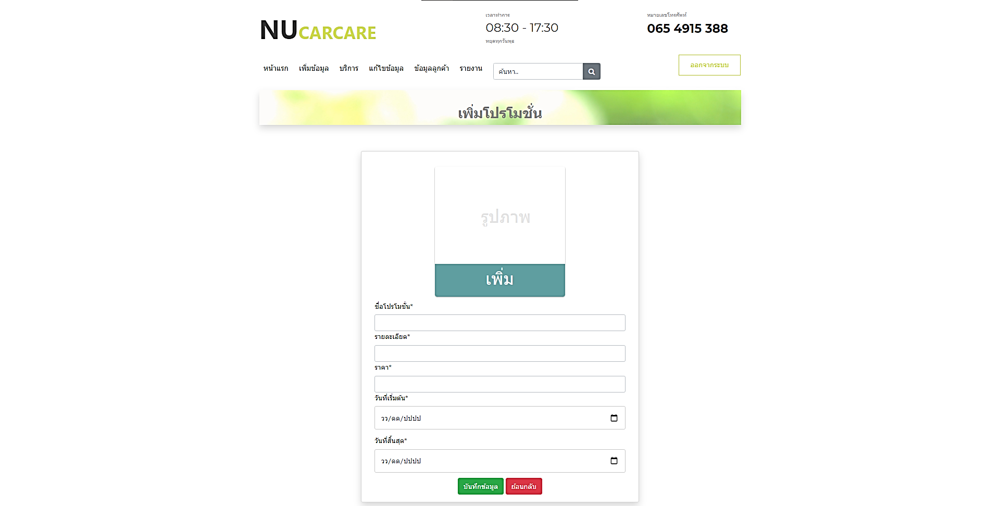 NUCARCARE
เวลาทำการ
08:30 - 17:30
หยุดทุกวันพุธ
หมายเลขโทรศัพท์
065 4915 388
หน้าแรก เพิ่มข้อมูล บริการ แก้ไขข้อมูล ข้อมูลลูกค้า รายงาน ค้นหา.. ออกจากระบบ
เพิ่มโปรโมชั่น
รูปภาพ
เพิ่ม
ชื่อโปรโมชั่น*
รายละเอียด*
ราคา*
วันที่เริ่มต้น*
วว/ดด/ปปปป
วันที่สิ้นสุด*
วว/ดด/ปปปป
บันทึกข้อมูล ย้อนกลับ